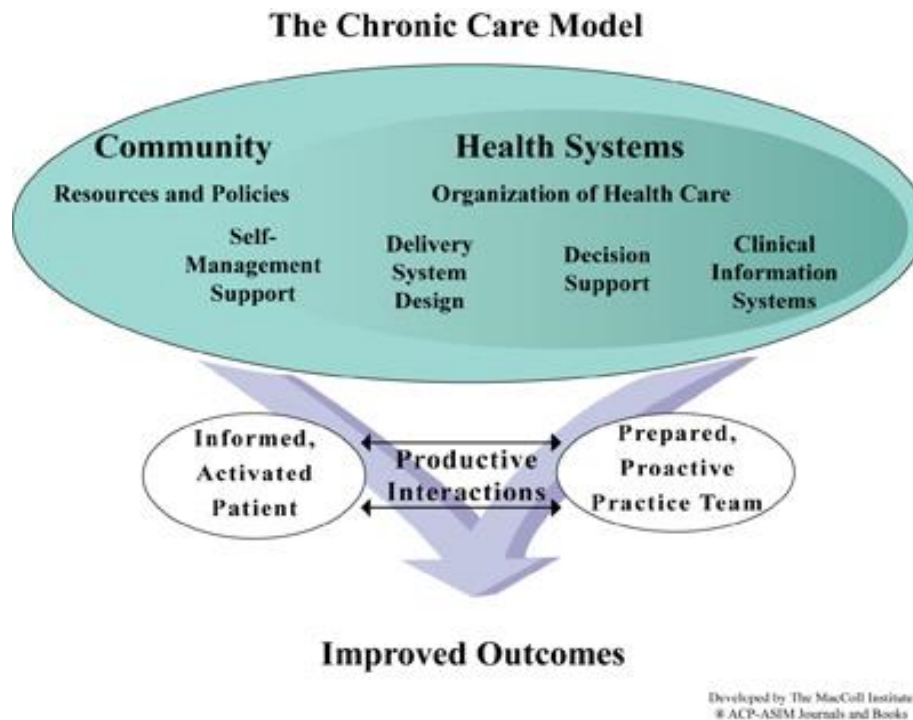 The Chronic Care Model
Community
Resources and Policies
Health Systems
Organization of Health Care
Self-
Management
Support
Delivery
System
Design
Decision
Support
Clinical
Information
Systems
Informed,
Activated
Patient
Productive
Interactions
Prepared,
Proactive
Practice Team
Improved Outcomes
Developed by The MacColl Institute
® ACP-ASIM Journals and Books